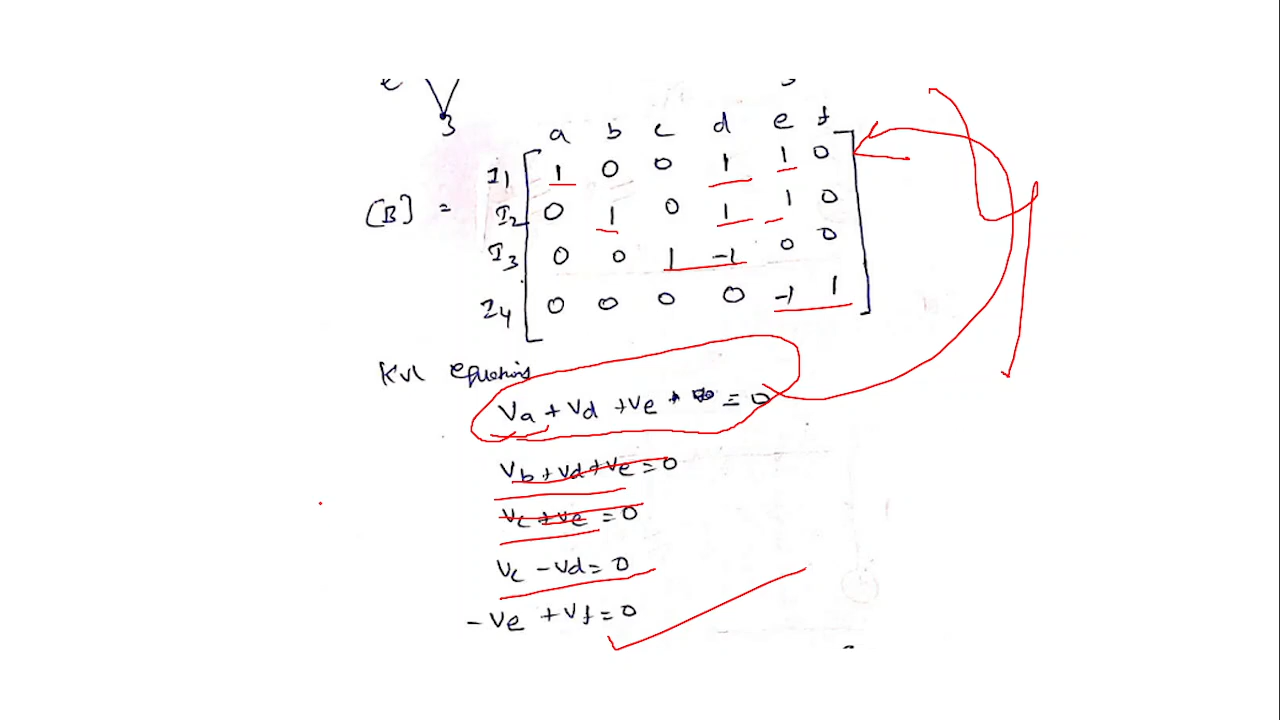 3
a b c d e f
I1 1 0 0 1 1 0
[B] = I2 0 1 0 1 1 0
I3 0 0 1 -1 0 0
I4 0 0 0 0 -1 1
KVL equations
Va + Vd + Ve + = 0
Vb + Vd + Ve = 0
Vc + Ve = 0
Vc - Vd = 0
- Ve + Vf = 0